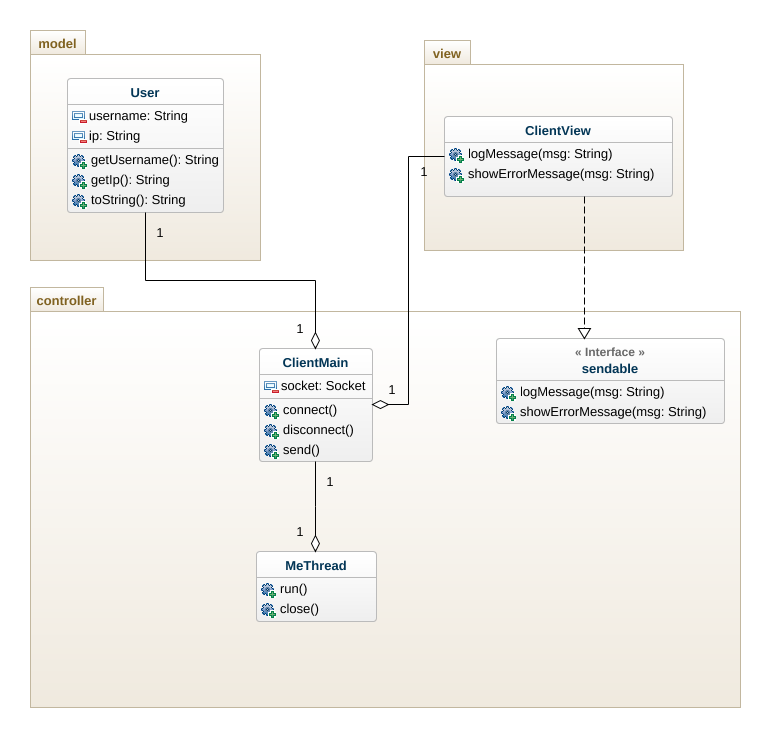 model
User
username: String
ip: String
getUsername(): String
getIp(): String
toString(): String
1
view
ClientView
logMessage(msg: String)
showErrorMessage(msg: String)
1
controller
1
ClientMain
socket: Socket
connect()
disconnect()
send()
1
« Interface »
sendable
logMessage(msg: String)
showErrorMessage(msg: String)
1
1
MeThread
run()
close()